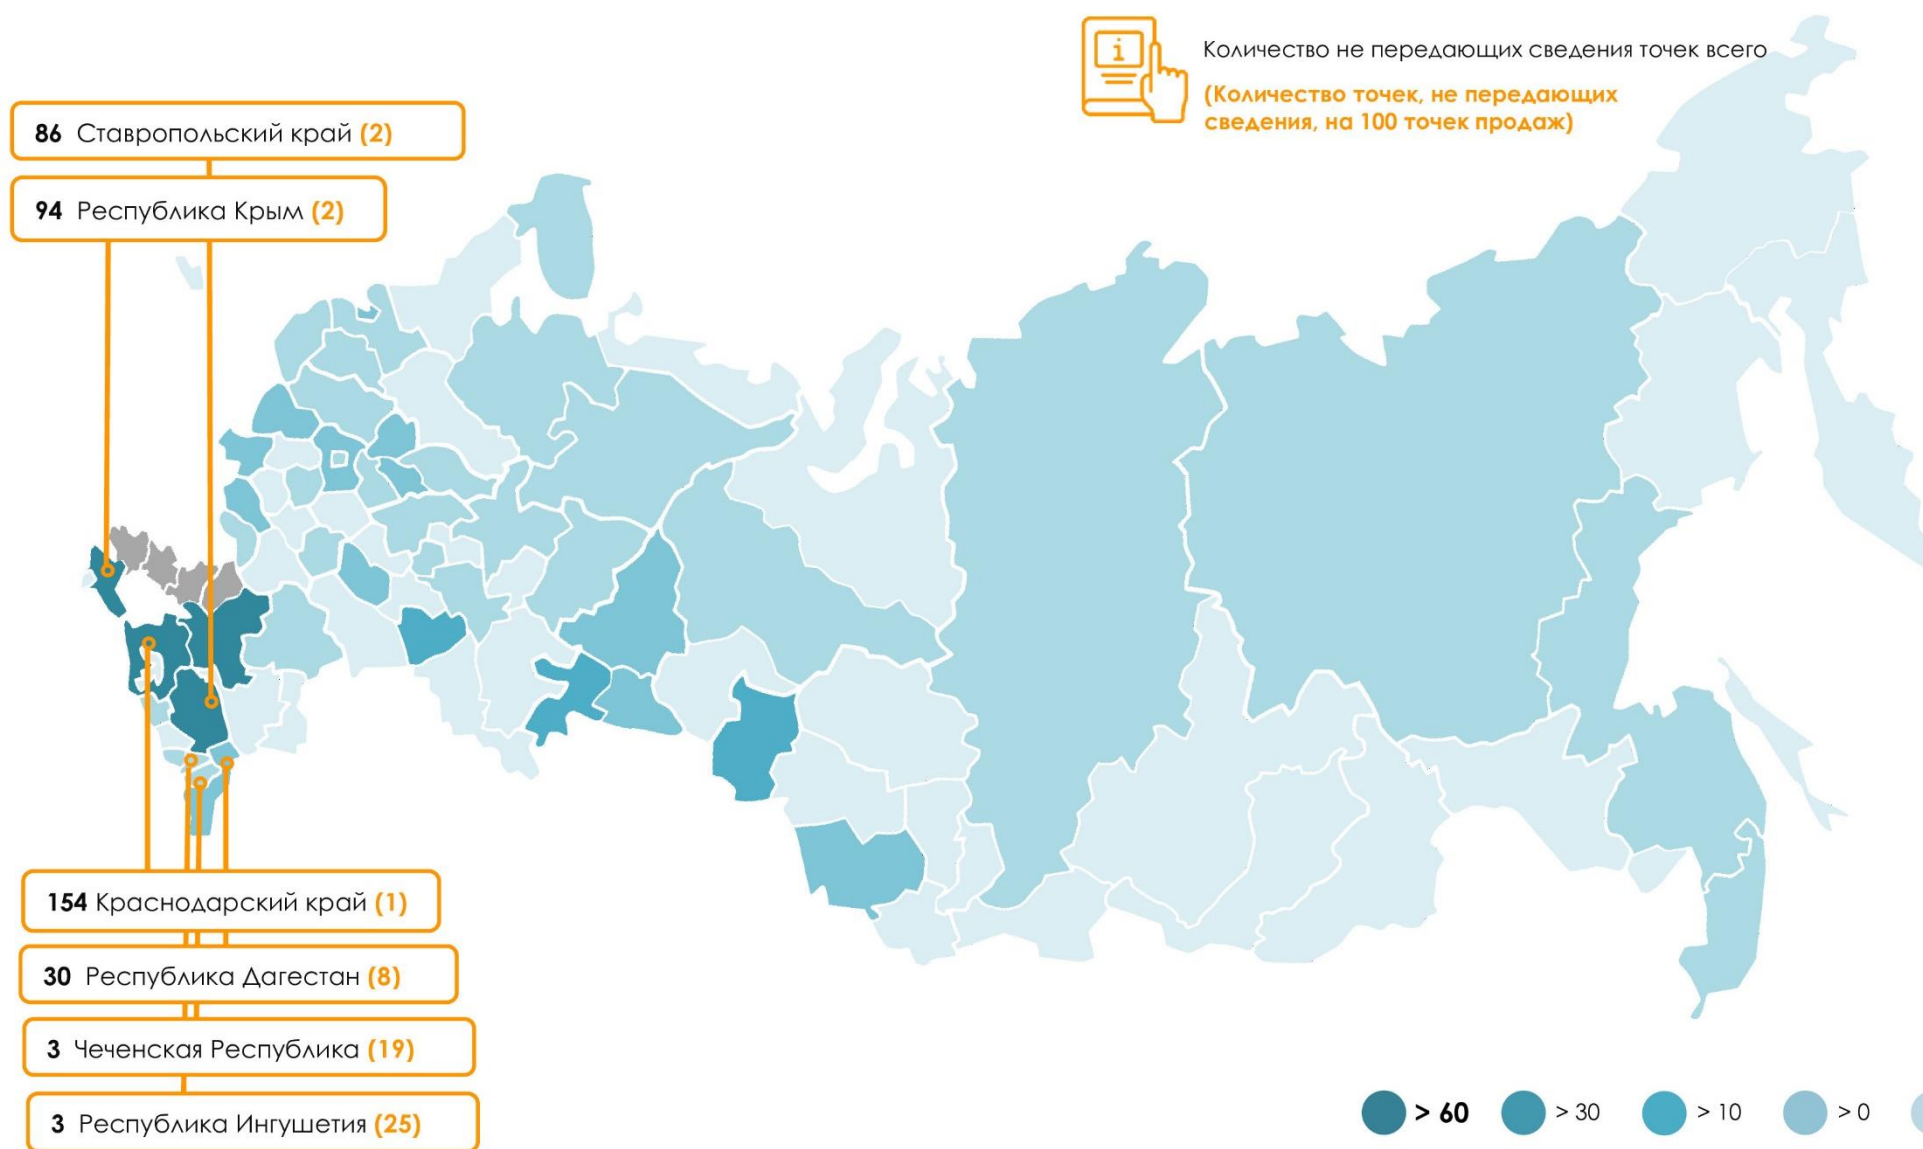 i
Количество не передающих сведения точек всего
(Количество точек, не передающих
сведения, на 100 точек продаж)
86 Ставропольский край (2)
94 Республика Крым (2)
154 Краснодарский край (1)
30 Республика Дагестан (8)
3 Чеченская Республика (19)
3 Республика Ингушетия (25)
> 60 > 30 > 10 > 0